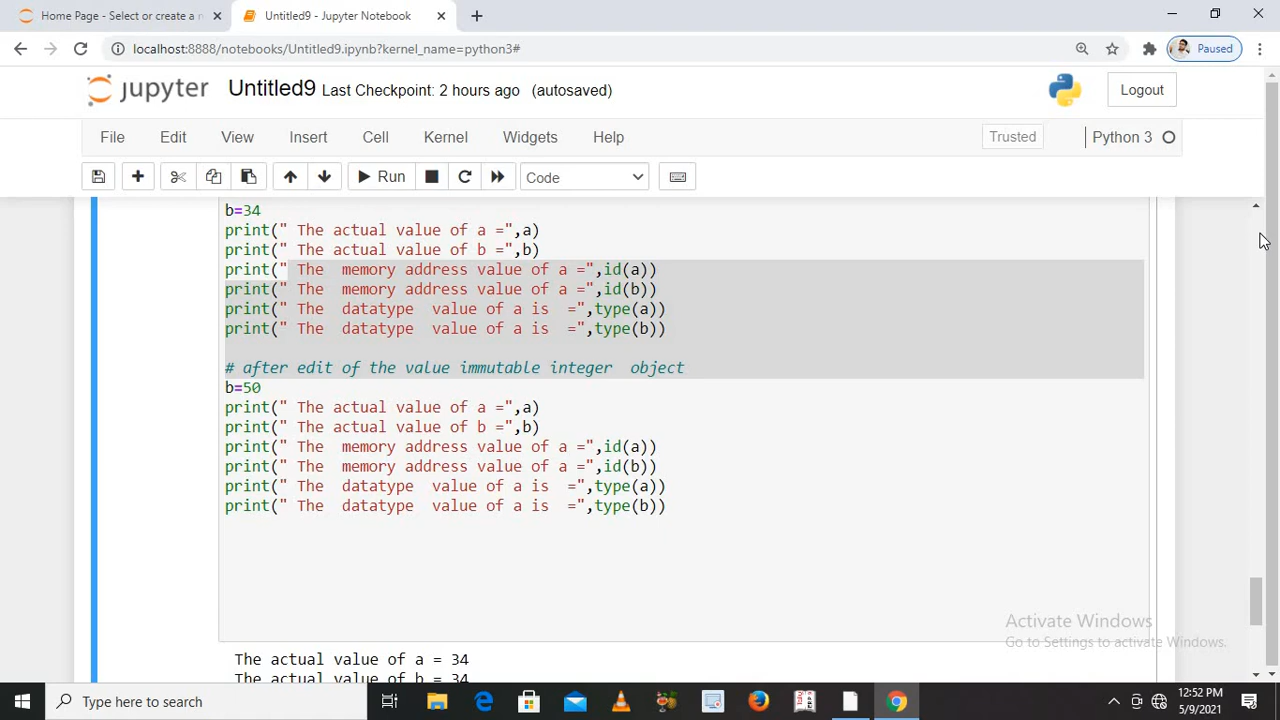 Home Page - Select or create a n
Untitled9 - Jupyter Notebook
localhost:8888/notebooks/Untitled9.ipynb?kernel_name=python3#
Paused
jupyter Untitled9 Last Checkpoint: 2 hours ago (autosaved)
Logout
File Edit View Insert Cell Kernel Widgets Help
Trusted
Python 3
Run
Code
b=34
print(" The actual value of a =",a)
print(" The actual value of b =",b)
print(" The  memory address value of a =",id(a))
print(" The  memory address value of a =",id(b))
print(" The  datatype  value of a is  =",type(a))
print(" The  datatype  value of a is  =",type(b))
# after edit of the value immutable integer  object
b=50
print(" The actual value of a =",a)
print(" The actual value of b =",b)
print(" The  memory address value of a =",id(a))
print(" The  memory address value of a =",id(b))
print(" The  datatype  value of a is  =",type(a))
print(" The  datatype  value of a is  =",type(b))
The actual value of a = 34
The actual value of b = 34
Activate Windows
Go to Settings to activate Windows.
Type here to search
12:52 PM
5/9/2021